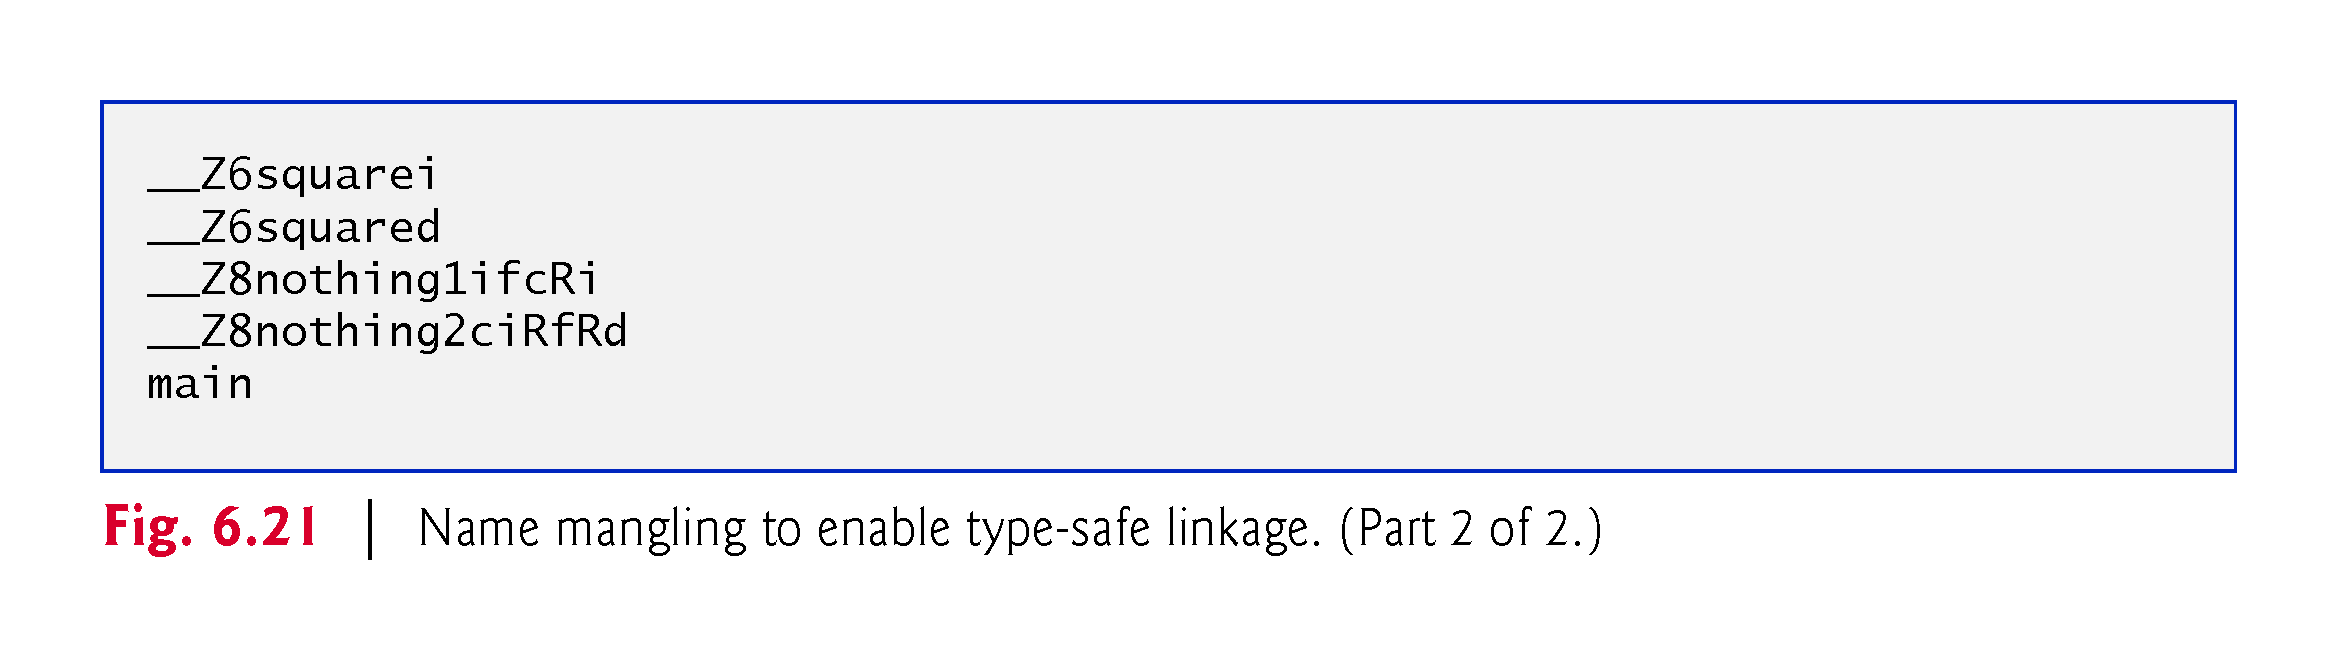 __Z6squarei
__Z6squared
__Z8nothing1ifcRi
__Z8nothing2ciRfRd
main
Fig. 6.21 | Name mangling to enable type-safe linkage. (Part 2 of 2.)